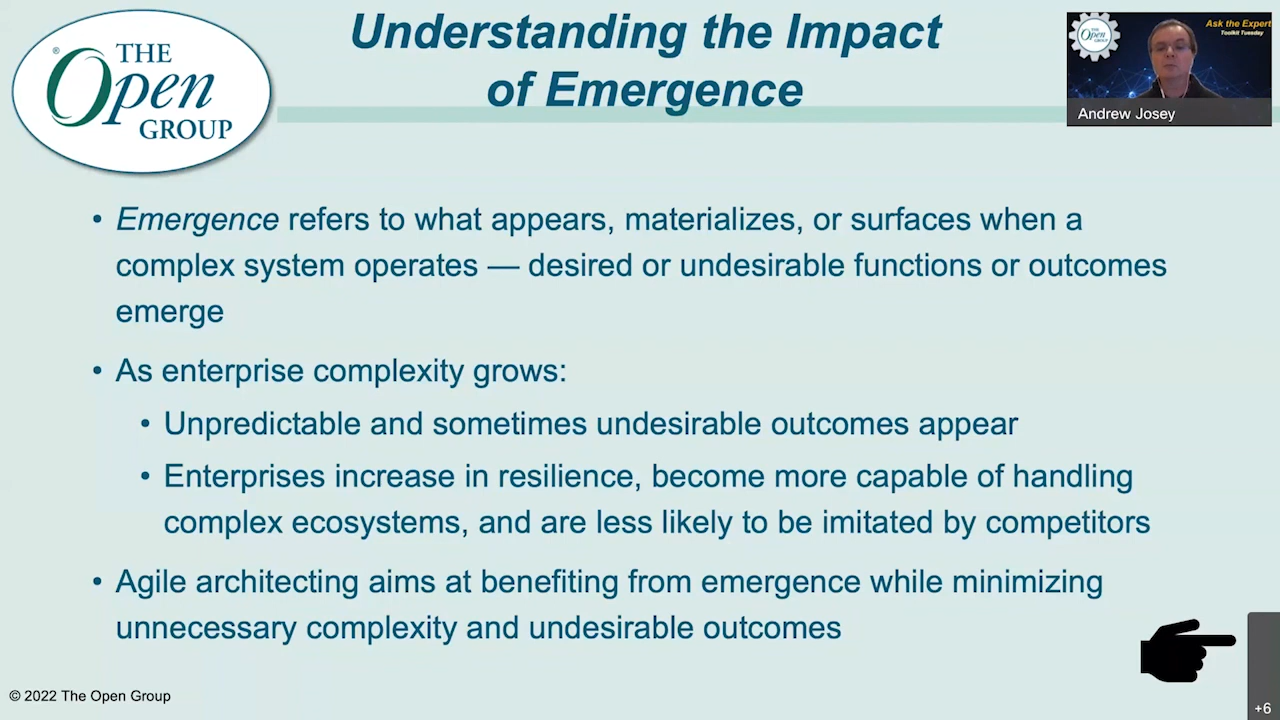 Understanding the Impact
of Emergence
® THE
Open
GROUP
THE
Open
GROUP
Ask the Expert
Toolkit Tuesday
Andrew Josey
• Emergence refers to what appears, materializes, or surfaces when a
complex system operates — desired or undesirable functions or outcomes
emerge
• As enterprise complexity grows:
• Unpredictable and sometimes undesirable outcomes appear
• Enterprises increase in resilience, become more capable of handling
complex ecosystems, and are less likely to be imitated by competitors
• Agile architecting aims at benefiting from emergence while minimizing
unnecessary complexity and undesirable outcomes
© 2022 The Open Group
+6